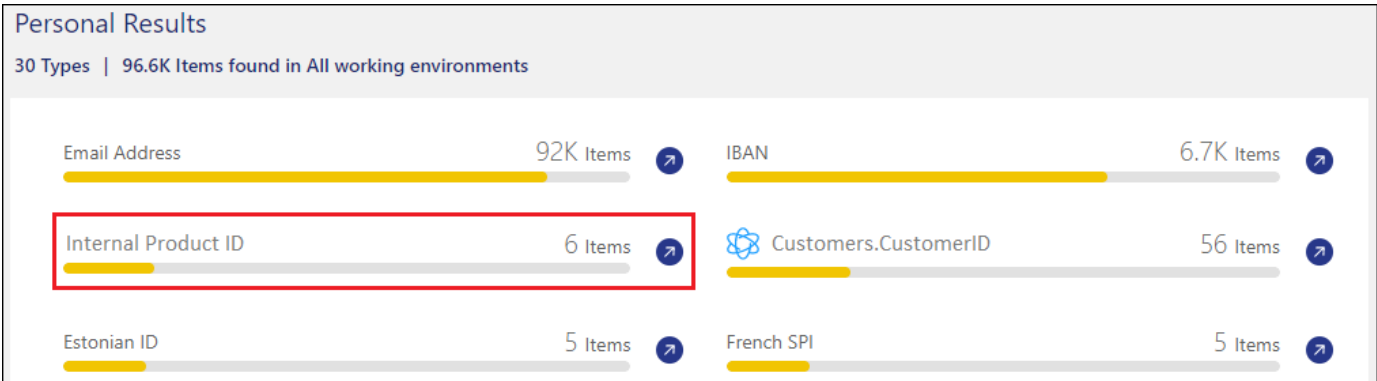 Personal Results
30 Types | 96.6K Items found in All working environments
Email Address 92K Items
IBAN 6.7K Items
Internal Product ID 6 Items
Customers.CustomerID 56 Items
Estonian ID 5 Items
French SPI 5 Items